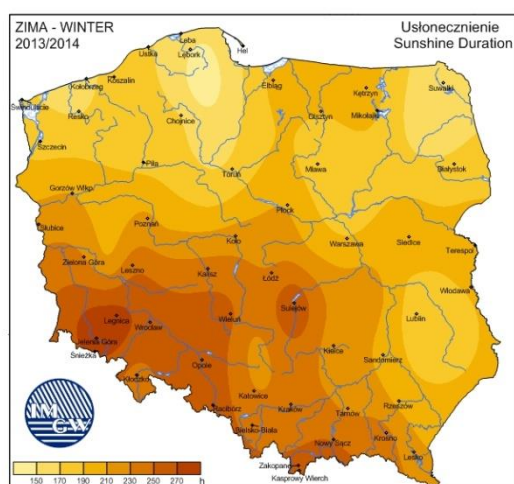 ZIMA - WINTER
2013/2014
Usłonecznienie
Sunshine Duration
Łeba
Hel
Ustka
Lębork
Koszalin
Kołobrzeg
Elbląg
Kętrzyn
Suwałki
Świnoujście
Resko
Chojnice
Olsztyn
Mikołajki
Szczecin
Piła
Toruń
Mława
Białystok
Gorzów Wlkp
Płock
Słubice
Poznań
Koło
Warszawa
Siedlce
Terespol
Zielona Góra
Leszno
Kalisz
Łódź
Włodawa
Sulejów
Legnica
Wrocław
Wieluń
Lublin
Jelenia Góra
Śnieżka
Kielce
Sandomierz
Opole
Kłodzko
Katowice
Racibórz
Kraków
Tarnów
Rzeszów
Bielsko-Biała
Nowy Sącz
Krosno
Lesko
Zakopane
Kasprowy Wierch
IM
GW
150 170 190 210 230 250 270 h